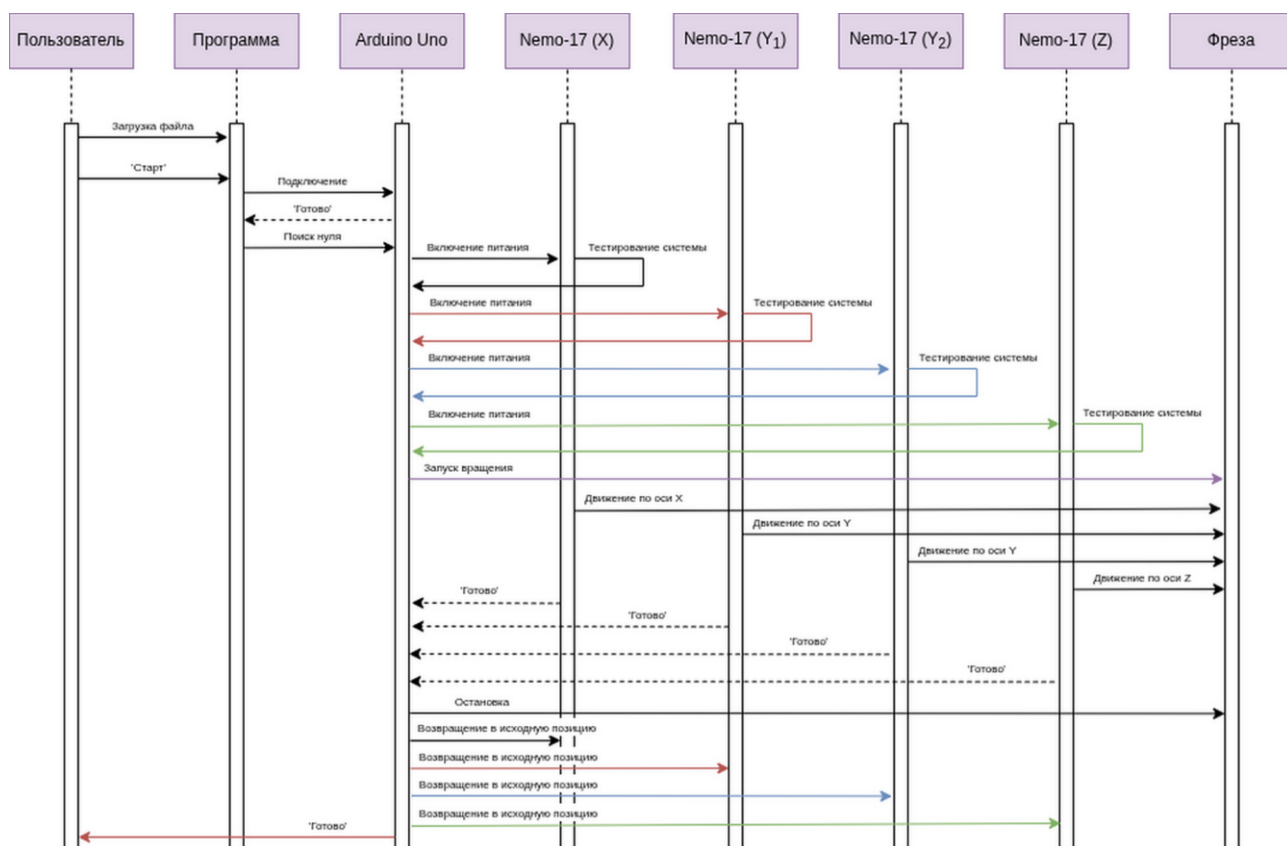 Пользователь
Программа
Arduino Uno
Nemo-17 (X)
Nemo-17 (Y1)
Nemo-17 (Y2)
Nemo-17 (Z)
Фреза
Загрузка файла
'Старт'
Подключение
'Готово'
Поиск нуля
Включение питания
Тестирование системы
Включение питания
Тестирование системы
Включение питания
Тестирование системы
Включение питания
Тестирование системы
Запуск вращения
Движение по оси X
Движение по оси Y
Движение по оси Y
Движение по оси Z
'Готово'
'Готово'
'Готово'
'Готово'
Остановка
Возвращение в исходную позицию
Возвращение в исходную позицию
Возвращение в исходную позицию
Возвращение в исходную позицию
'Готово'